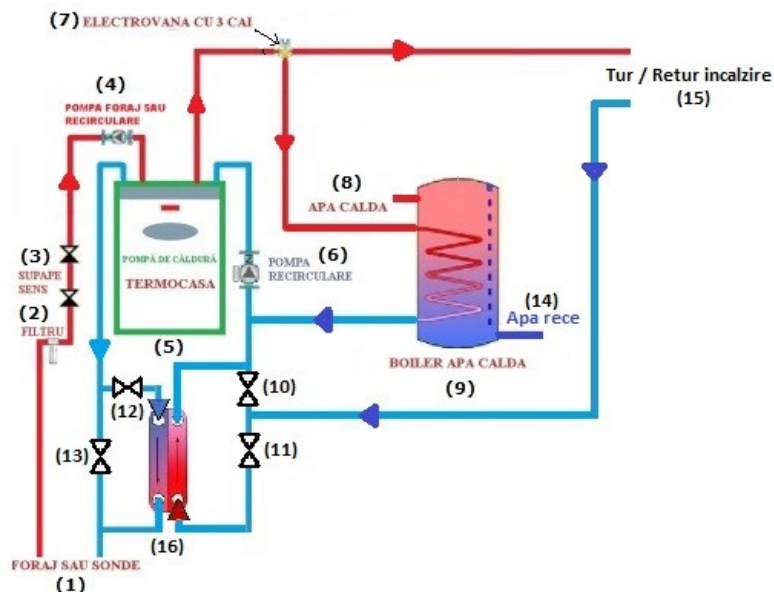 (7) ELECTROVANA CU 3 CAI
Tur / Retur incalzire
(15)
(4)
POMPA FORAJ SAU
RECIRCULARE
(8)
APA CALDA
(3)
SUPAPE
SENS
(2)
FILTRU
POMPĂ DE CĂLDURĂ
TERMOCASA
(6)
POMPA
RECIRCULARE
(14)
Apa rece
(5)
BOILER APA CALDA
(9)
(10)
(12)
(13)
(11)
(16)
FORAJ SAU SONDE
(1)